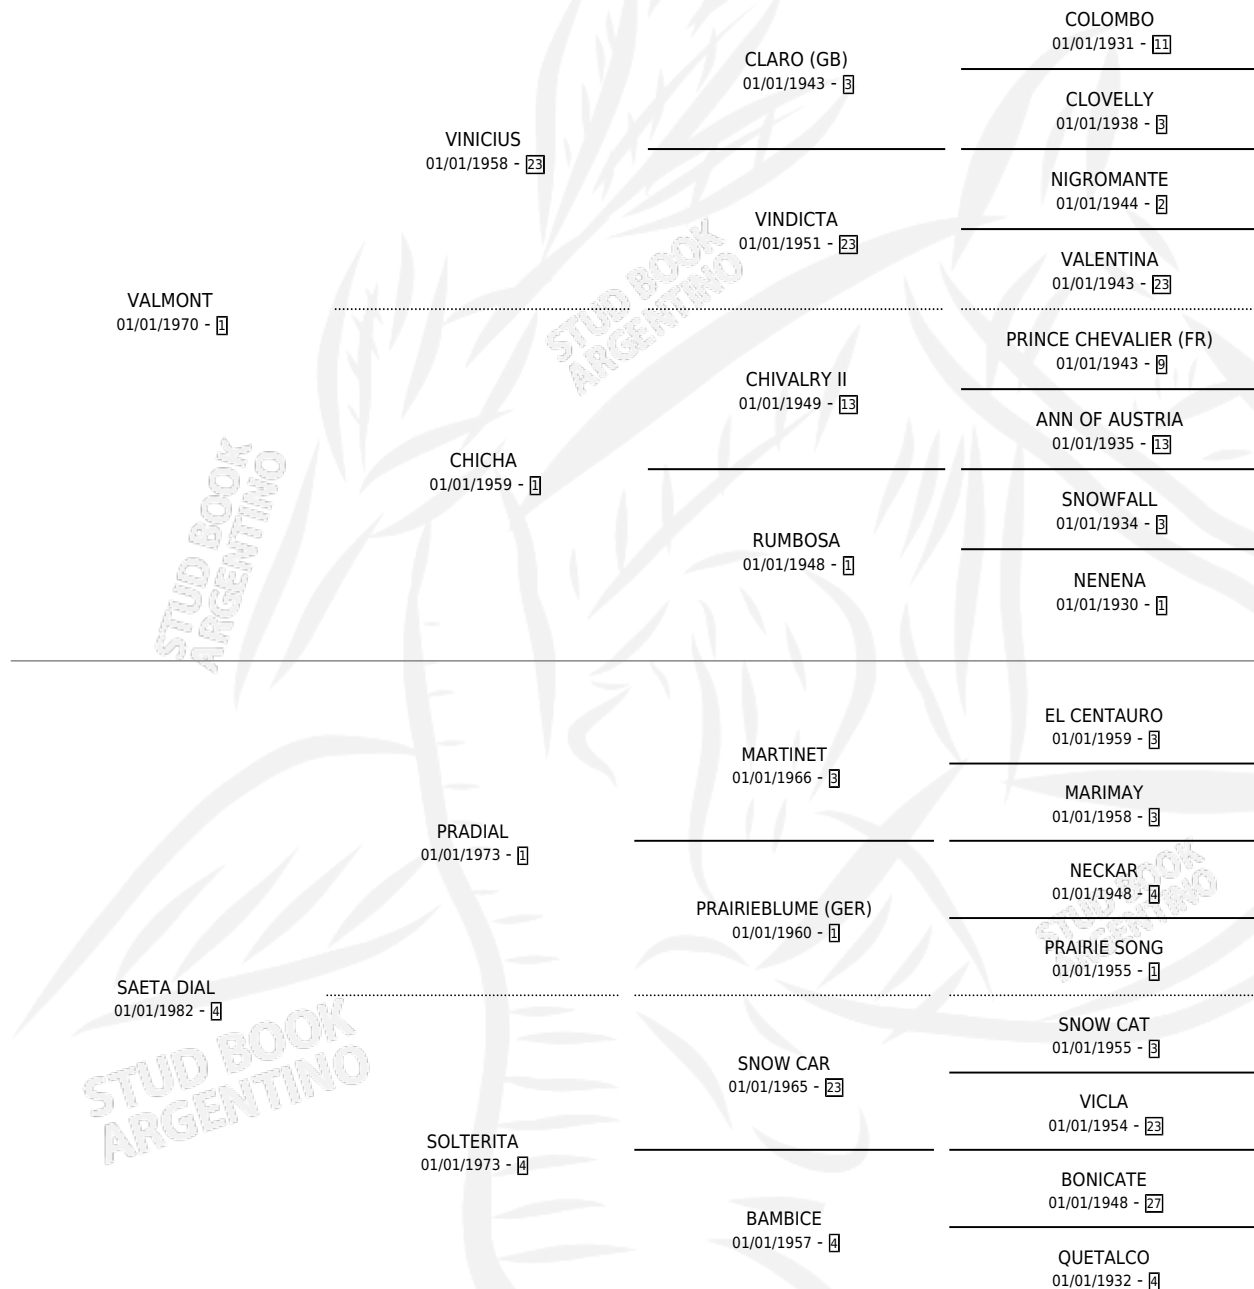 COLOMBO
01/01/1931 - 11
CLARO (GB)
01/01/1943 - 3
CLOVELLY
01/01/1938 - 3
VINICIUS
01/01/1958 - 23
NIGROMANTE
01/01/1944 - 2
VINDICTA
01/01/1951 - 23
VALENTINA
01/01/1943 - 23
VALMONT
01/01/1970 - 1
STUD BOOK
ARGENTINO
PRINCE CHEVALIER (FR)
01/01/1943 - 9
CHIVALRY II
01/01/1949 - 13
ANN OF AUSTRIA
01/01/1935 - 13
CHICHA
01/01/1959 - 1
SNOWFALL
01/01/1934 - 3
RUMBOSA
01/01/1948 - 1
NENENA
01/01/1930 - 1
STUD BOOK
ARGENTINO
EL CENTAURO
01/01/1959 - 3
MARTINET
01/01/1966 - 3
MARIMAY
01/01/1958 - 3
PRADIAL
01/01/1973 - 1
NECKAR
01/01/1948 - 4
PRAIRIEBLUME (GER)
01/01/1960 - 1
STUD BOOK
ARGENTINO
PRAIRIE SONG
01/01/1955 - 1
SAETA DIAL
01/01/1982 - 4
SNOW CAT
01/01/1955 - 3
SNOW CAR
01/01/1965 - 23
STUD BOOK
ARGENTINO
VICLA
01/01/1954 - 23
SOLTERITA
01/01/1973 - 4
BONICATE
01/01/1948 - 27
BAMBICE
01/01/1957 - 4
QUETALCO
01/01/1932 - 4